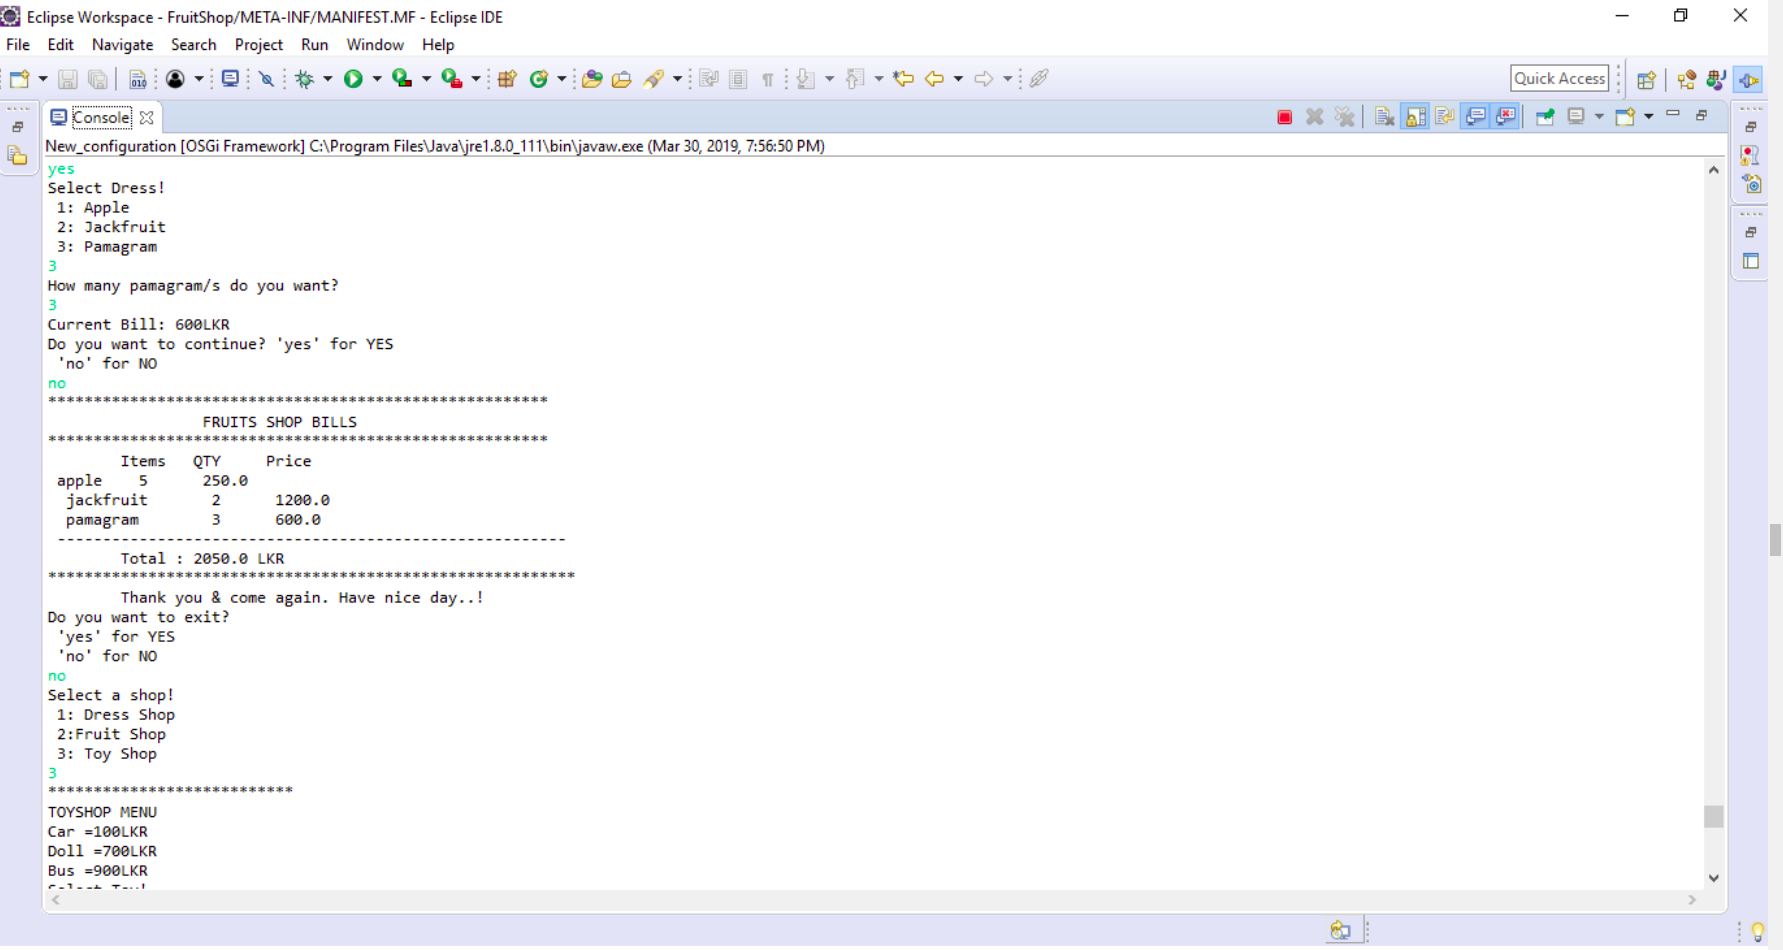 Eclipse Workspace - FruitShop/META-INF/MANIFEST.MF - Eclipse IDE
File Edit Navigate Search Project Run Window Help
Quick Access
Console
New_configuration [OSGi Framework] C:\Program Files\Java\jre1.8.0_111\bin\javaw.exe (Mar 30, 2019, 7:56:50 PM)
yes
Select Dress!
1: Apple
2: Jackfruit
3: Pamagram
3
How many pamagram/s do you want?
3
Current Bill: 600LKR
Do you want to continue? 'yes' for YES
'no' for NO
no
*******************************************************
FRUITS SHOP BILLS
*******************************************************
Items QTY Price
apple 5 250.0
jackfruit 2 1200.0
pamagram 3 600.0
--------------------------------------------------------
Total : 2050.0 LKR
**********************************************************
Thank you & come again. Have nice day..!
Do you want to exit?
'yes' for YES
'no' for NO
no
Select a shop!
1: Dress Shop
2:Fruit Shop
3: Toy Shop
3
***************************
TOYSHOP MENU
Car =100LKR
Doll =700LKR
Bus =900LKR
Select Toy!